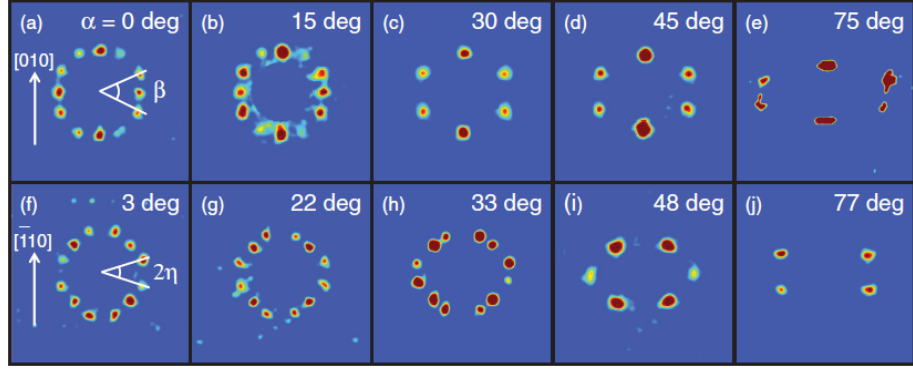 (a) α = 0 deg
(b) 15 deg
(c) 30 deg
(d) 45 deg
(e) 75 deg
[010]
β
(f) 3 deg
(g) 22 deg
(h) 33 deg
(i) 48 deg
(j) 77 deg
[1̅10]
2η